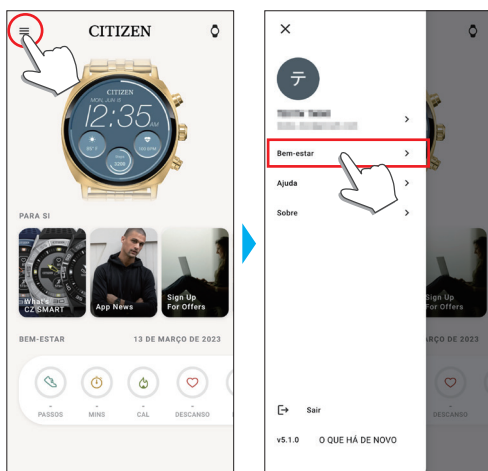 CITIZEN
CITIZEN
MON, JUN 18
12:35
PARA SI
What's
CZ SMART
App News
Sign Up
For Offers
BEM-ESTAR
13 DE MARÇO DE 2023
PASSOS
MINS
CAL
DESCANSO
テ
Bem-estar
Ajuda
Sobre
Sair
v5.1.0
O QUE HÁ DE NOVO
Sign Up
For Offers
ARÇO DE 2023
DESCANSO